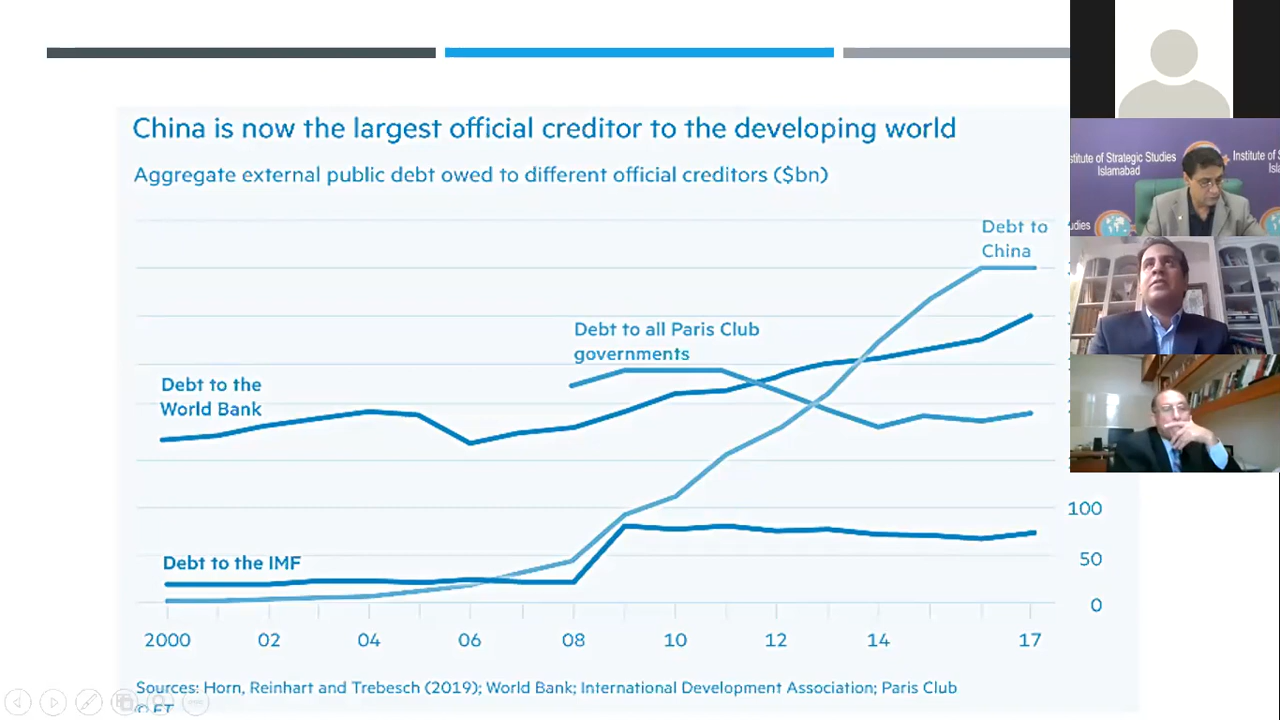 China is now the largest official creditor to the developing world
Aggregate external public debt owed to different official creditors ($bn)
Debt to
China
Debt to all Paris Club
governments
Debt to the
World Bank
Debt to the IMF
100
50
0
2000 02 04 06 08 10 12 14 17
Sources: Horn, Reinhart and Trebesch (2019); World Bank; International Development Association; Paris Club
© FT
Institute of Strategic Studies
Islamabad